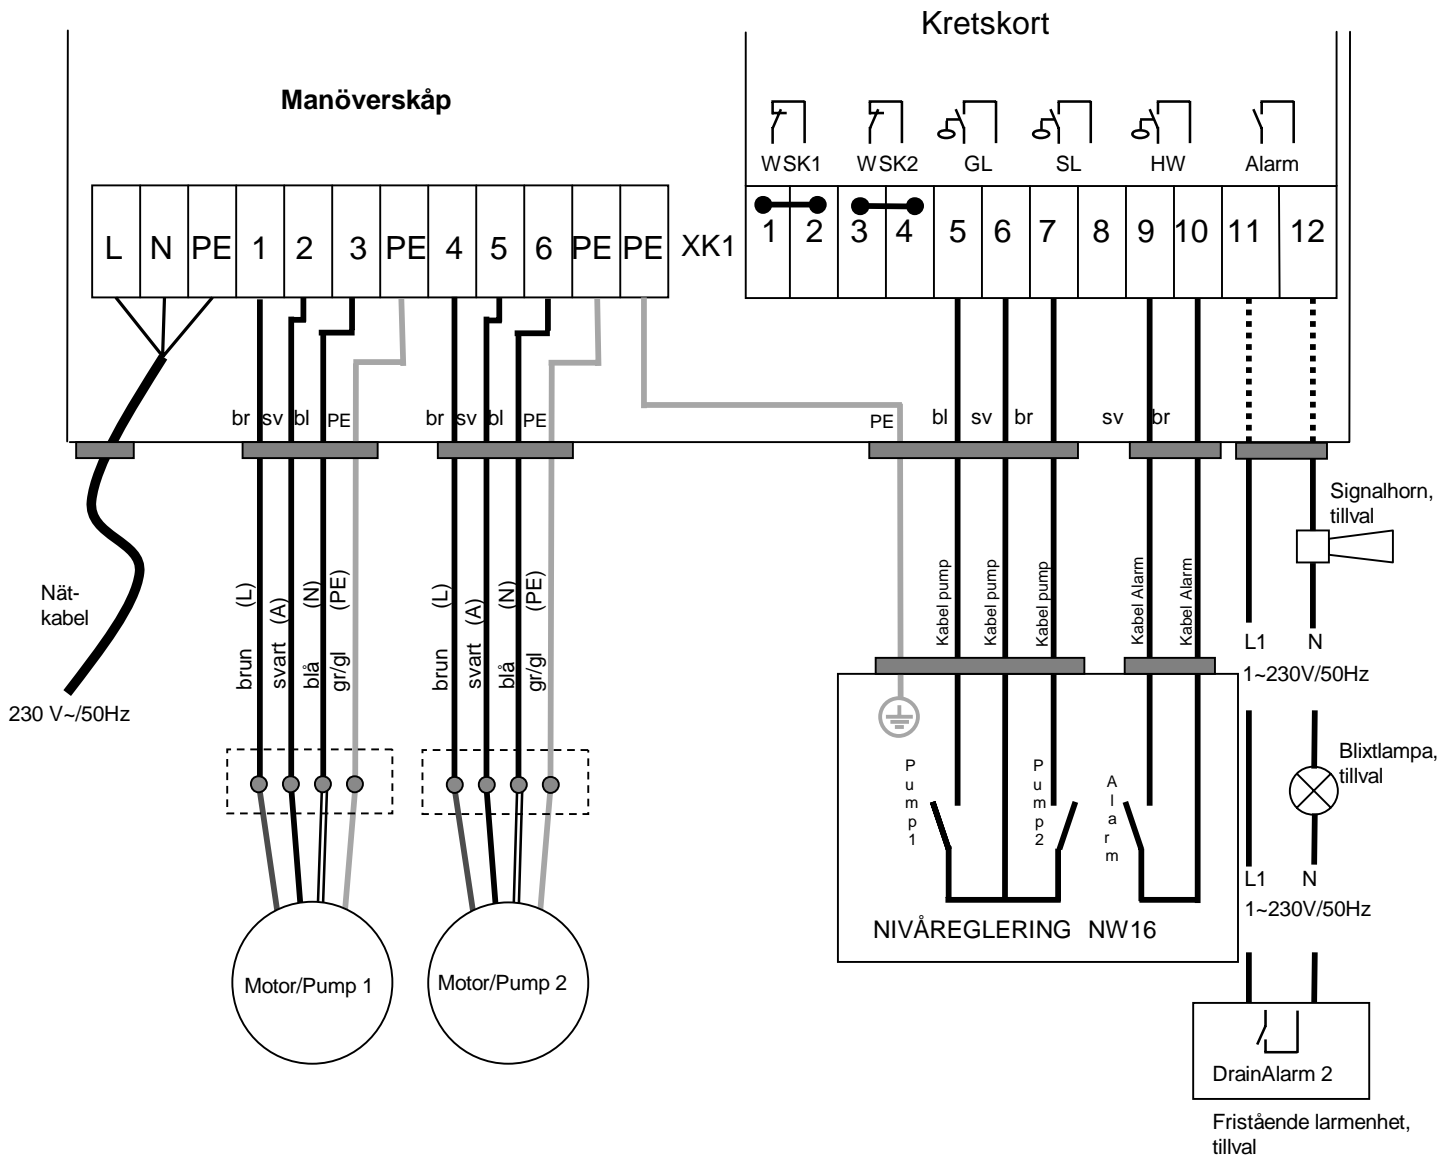 Kretskort
Manöverskåp
WSK1 WSK2 GL SL HW Alarm
L N PE 1 2 3 PE 4 5 6 PE PE XK1
1 2 3 4 5 6 7 8 9 10 11 12
br sv bl PE br sv bl PE PE bl sv br sv br
Signalhorn,
tillval
Nät-
kabel
230 V~/50Hz
brun (L)
svart (A)
blå (N)
gr/gl (PE)
brun (L)
svart (A)
blå (N)
gr/gl (PE)
Kabel pump
Kabel pump
Kabel pump
Kabel Alarm
Kabel Alarm
L1 N
1~230V/50Hz
Blixtlampa,
tillval
Pump1
Pump2
Alarm
L1 N
1~230V/50Hz
NIVÅREGLERING NW16
Motor/Pump 1
Motor/Pump 2
DrainAlarm 2
Fristående larmenhet,
tillval